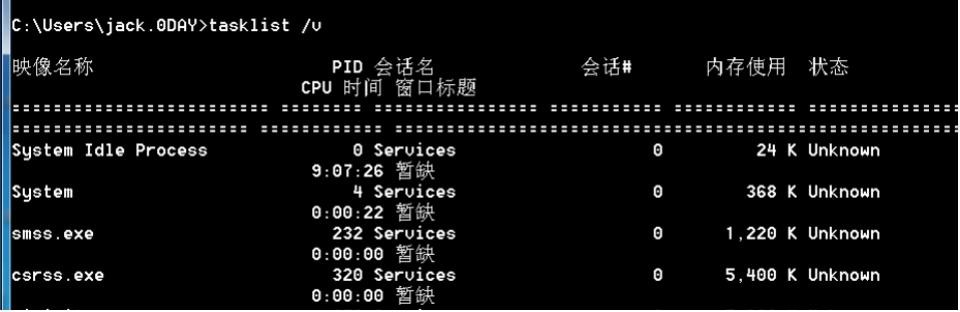 C:\Users\jack.0DAY>tasklist /v
映像名称 PID 会话名 会话# 内存使用 状态
CPU 时间 窗口标题
========================= ======== ================ =========== ============ ===============
======================= ============ ========================================================
System Idle Process 0 Services 0 24 K Unknown
9:07:26 暂缺
System 4 Services 0 368 K Unknown
0:00:22 暂缺
smss.exe 232 Services 0 1,220 K Unknown
0:00:00 暂缺
csrss.exe 320 Services 0 5,400 K Unknown
0:00:00 暂缺